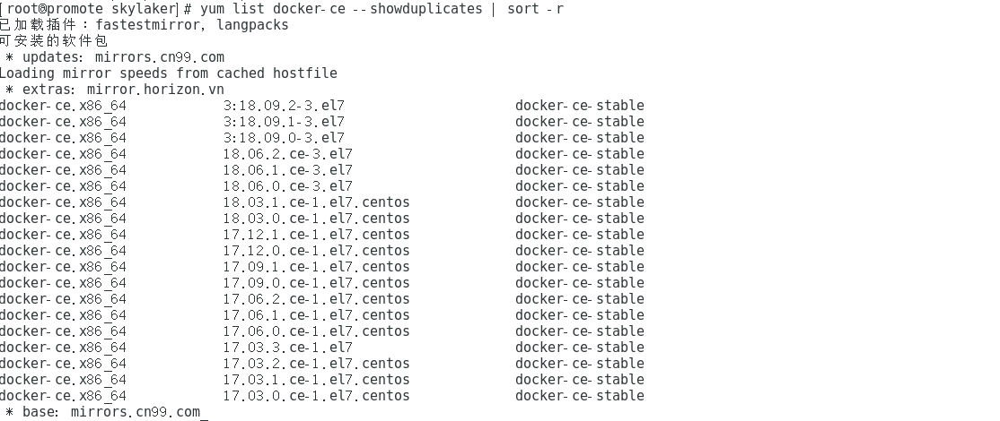 [root@promote skylaker]# yum list docker-ce --showduplicates | sort -r
已加载插件：fastestmirror, langpacks
可安装的软件包
 * updates: mirrors.cn99.com
Loading mirror speeds from cached hostfile
 * extras: mirror.horizon.vn
docker-ce.x86_64            3:18.09.2-3.el7                     docker-ce-stable
docker-ce.x86_64            3:18.09.1-3.el7                     docker-ce-stable
docker-ce.x86_64            3:18.09.0-3.el7                     docker-ce-stable
docker-ce.x86_64            18.06.2.ce-3.el7                    docker-ce-stable
docker-ce.x86_64            18.06.1.ce-3.el7                    docker-ce-stable
docker-ce.x86_64            18.06.0.ce-3.el7                    docker-ce-stable
docker-ce.x86_64            18.03.1.ce-1.el7.centos             docker-ce-stable
docker-ce.x86_64            18.03.0.ce-1.el7.centos             docker-ce-stable
docker-ce.x86_64            17.12.1.ce-1.el7.centos             docker-ce-stable
docker-ce.x86_64            17.12.0.ce-1.el7.centos             docker-ce-stable
docker-ce.x86_64            17.09.1.ce-1.el7.centos             docker-ce-stable
docker-ce.x86_64            17.09.0.ce-1.el7.centos             docker-ce-stable
docker-ce.x86_64            17.06.2.ce-1.el7.centos             docker-ce-stable
docker-ce.x86_64            17.06.1.ce-1.el7.centos             docker-ce-stable
docker-ce.x86_64            17.06.0.ce-1.el7.centos             docker-ce-stable
docker-ce.x86_64            17.03.3.ce-1.el7                    docker-ce-stable
docker-ce.x86_64            17.03.2.ce-1.el7.centos             docker-ce-stable
docker-ce.x86_64            17.03.1.ce-1.el7.centos             docker-ce-stable
docker-ce.x86_64            17.03.0.ce-1.el7.centos             docker-ce-stable
 * base: mirrors.cn99.com_